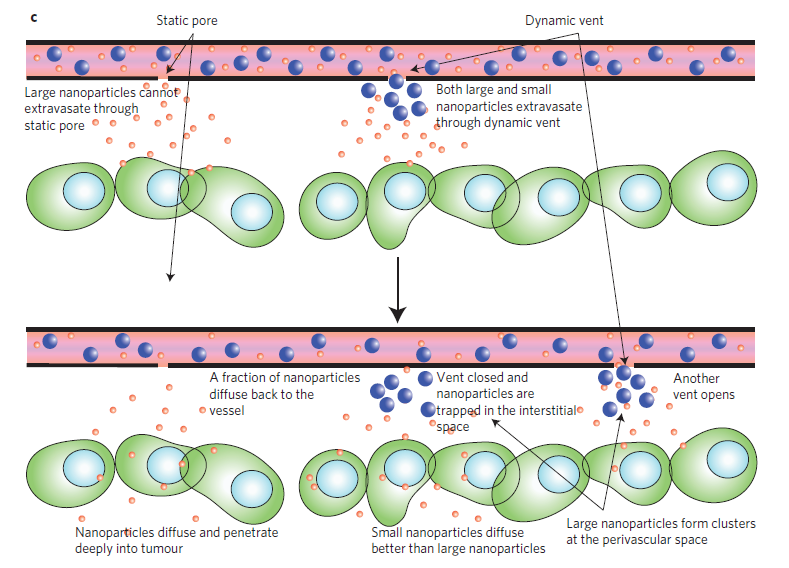 c
Static pore
Dynamic vent
Large nanoparticles cannot
extravasate through
static pore
Both large and small
nanoparticles extravasate
through dynamic vent
A fraction of nanoparticles
diffuse back to the
vessel
Vent closed and
nanoparticles are
trapped in the interstitial
space
Another
vent opens
Nanoparticles diffuse and penetrate
deeply into tumour
Small nanoparticles diffuse
better than large nanoparticles
Large nanoparticles form clusters
at the perivascular space